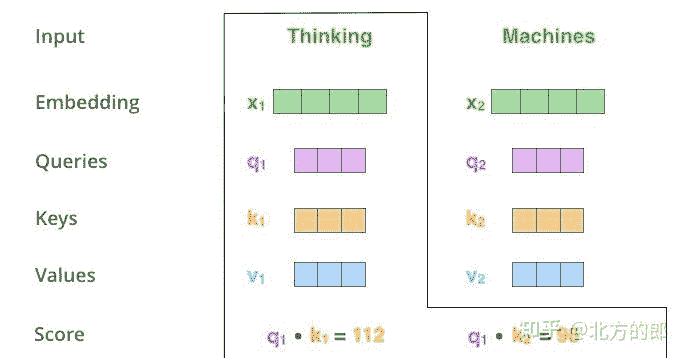 Input Thinking Machines
Embedding x₁ x₂
Queries q₁ q₂
Keys k₁ k₂
Values v₁ v₂
Score q₁ • k₁ = 112 q₁ • k₂ =
知乎 @北方的郎